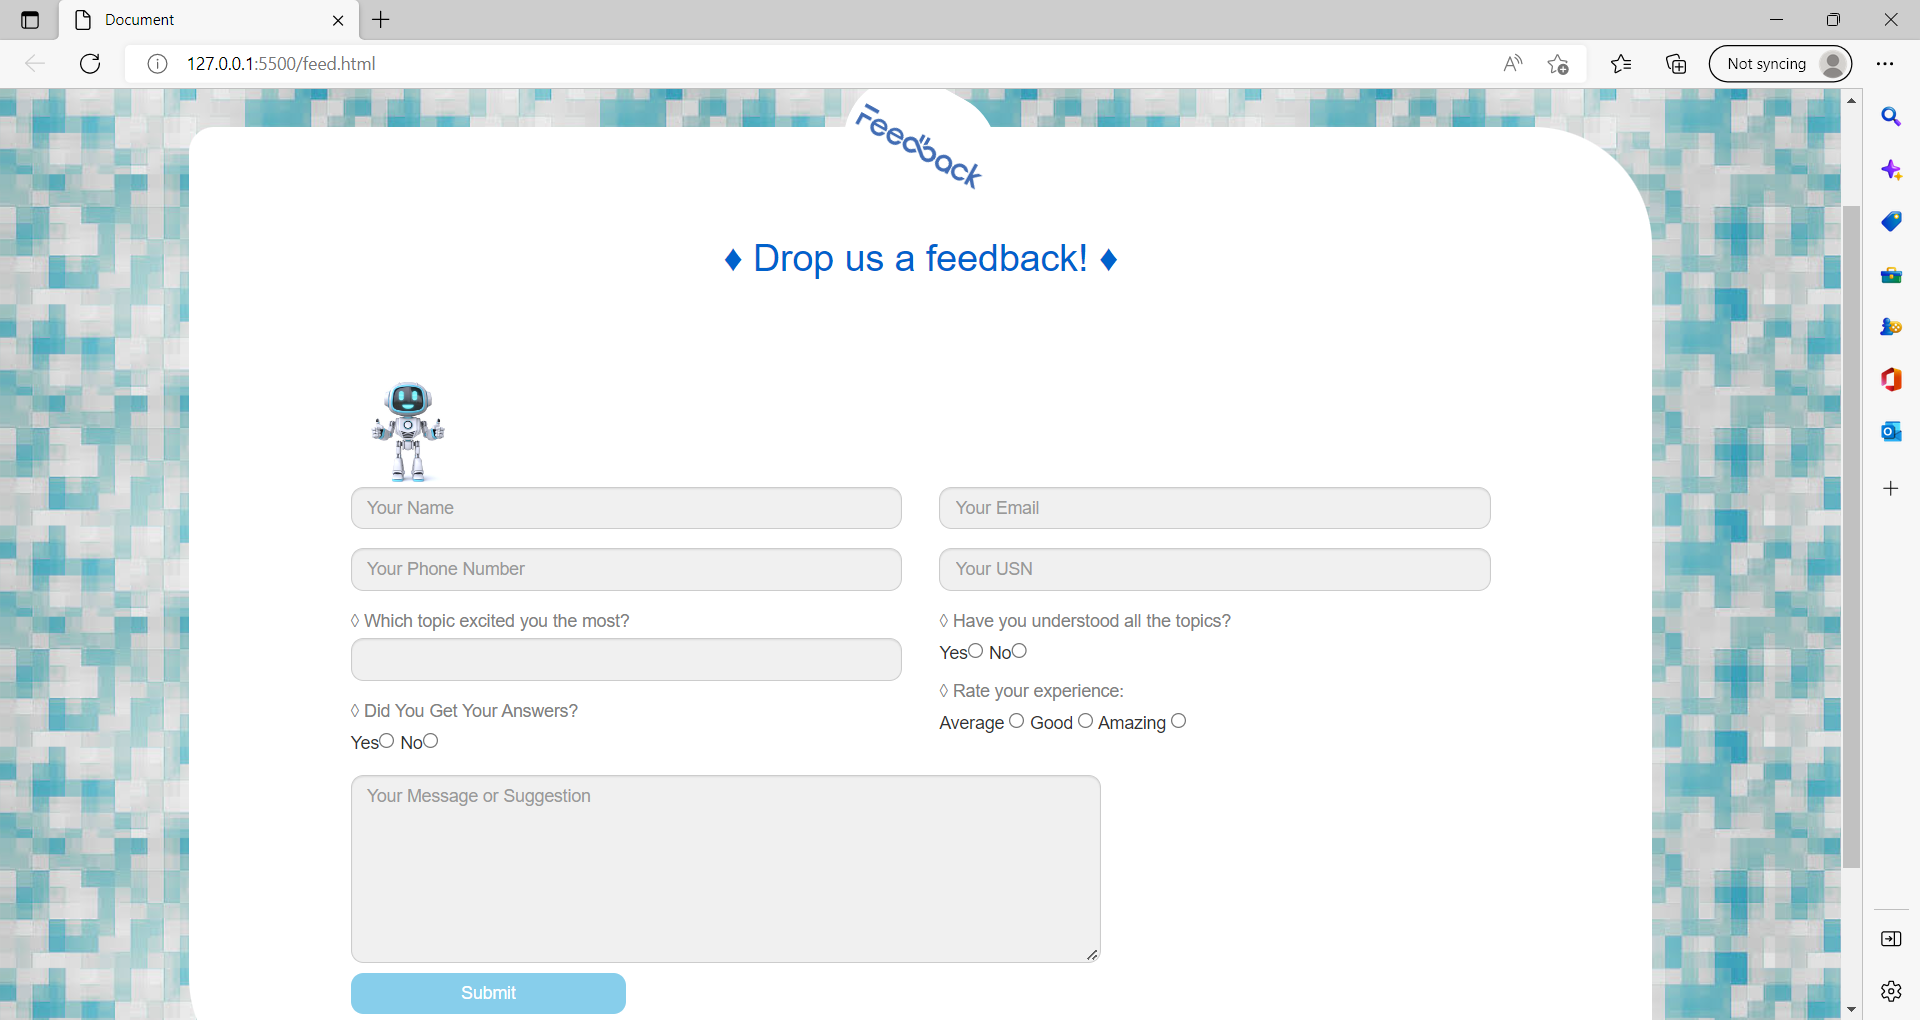 Document
127.0.0.1:5500/feed.html
Not syncing
Feedback
♦ Drop us a feedback! ♦
Your Name
Your Email
Your Phone Number
Your USN
◊ Which topic excited you the most?
◊ Have you understood all the topics?
Yes No
◊ Rate your experience:
Average Good Amazing
◊ Did You Get Your Answers?
Yes No
Your Message or Suggestion
Submit